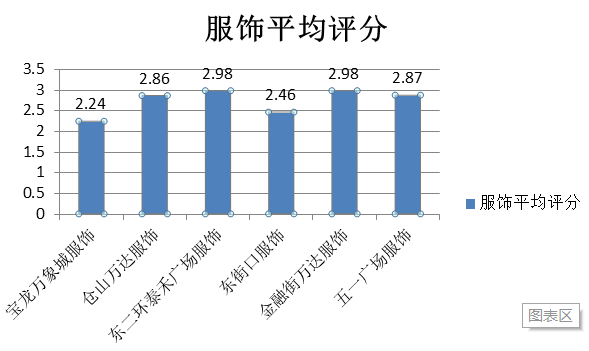 服饰平均评分
3.5
3
2.5
2
1.5
1
0.5
0
2.24
2.86
2.98
2.46
2.98
2.87
宝龙万象城服饰
仓山万达服饰
东二环泰禾广场服饰
东街口服饰
金融街万达服饰
五一广场服饰
服饰平均评分
图表区